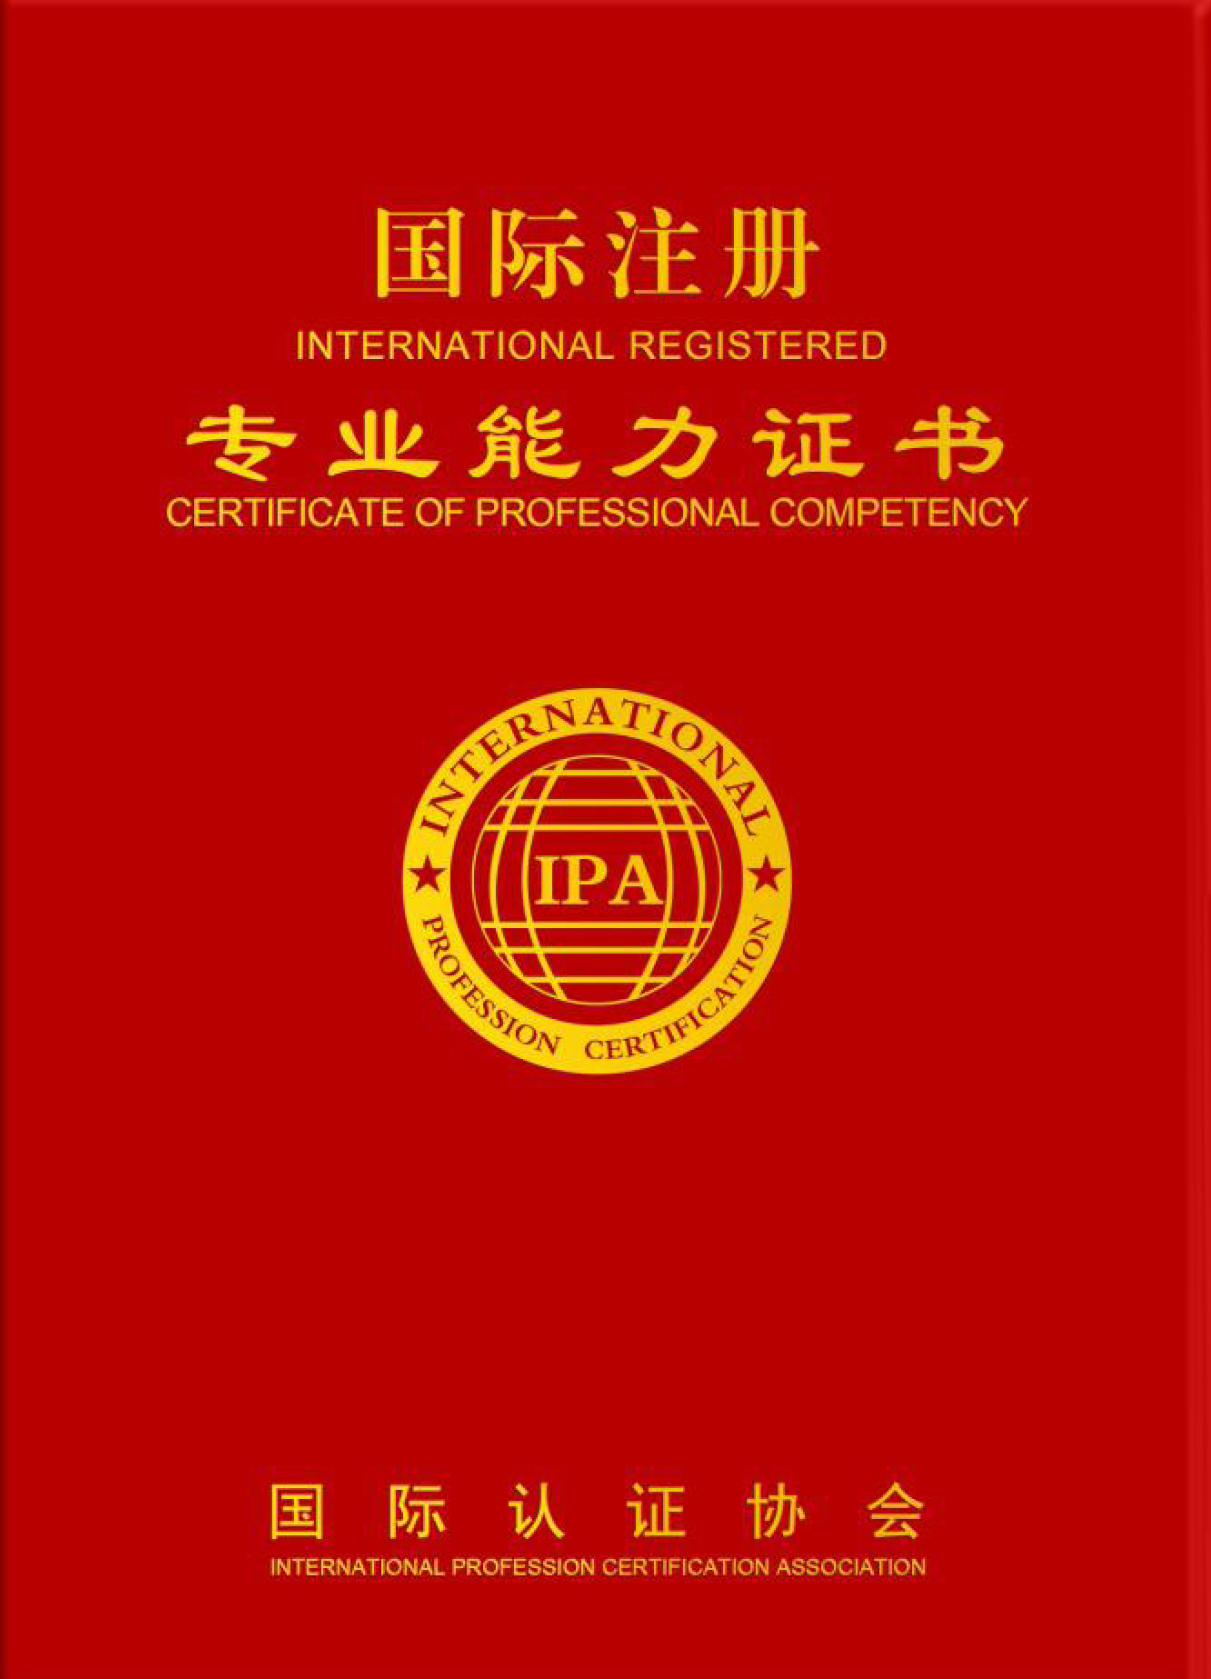 国际注册
INTERNATIONAL REGISTERED
专业能力证书
CERTIFICATE OF PROFESSIONAL COMPETENCY
INTERNATIONAL
IPA
PROFESSION CERTIFICATION
国际认证协会
INTERNATIONAL PROFESSION CERTIFICATION ASSOCIATION